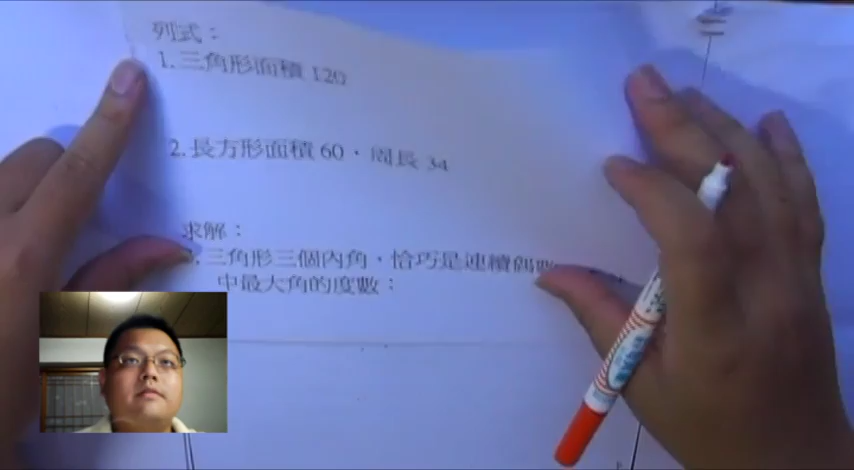 列式：
1. 三角形面積 120
2. 長方形面積 60，周長 34
求解：
三角形三個內角，恰巧是連續偶數
中最大角的度數：